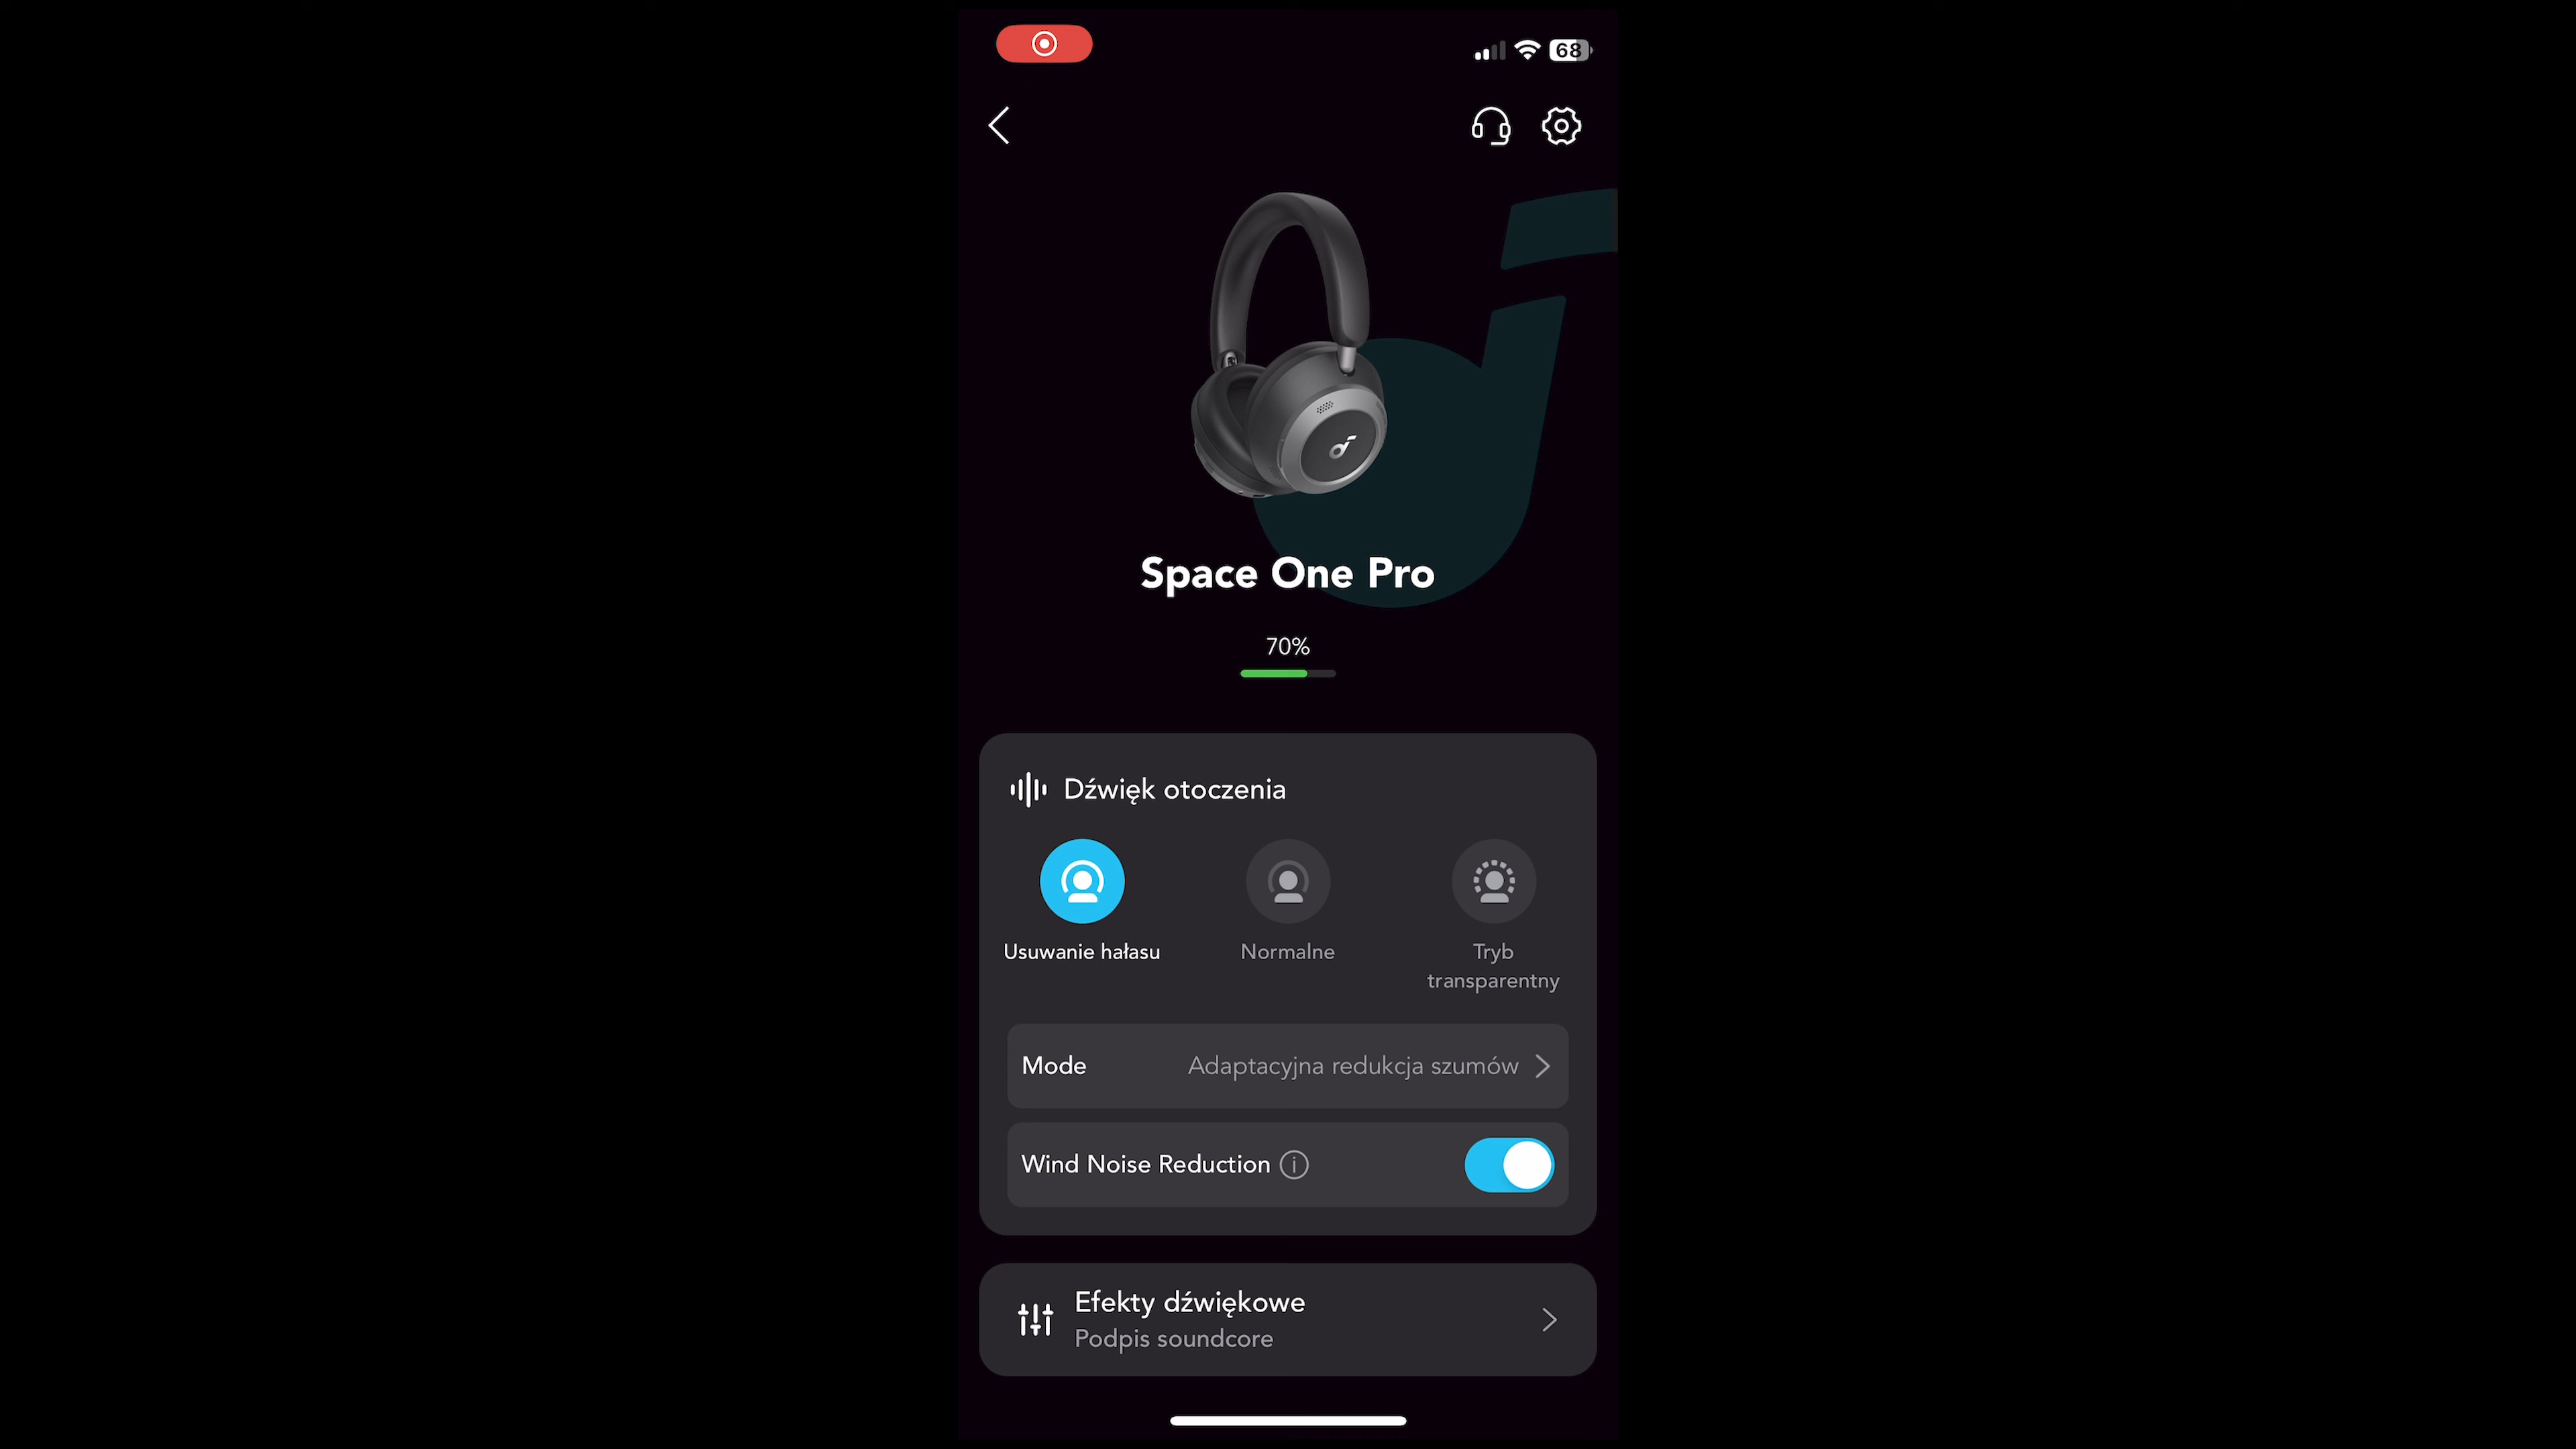 68
Space One Pro
70%
Dźwięk otoczenia
Usuwanie hałasu
Normalne
Tryb
transparentny
Mode
Adaptacyjna redukcja szumów
Wind Noise Reduction
Efekty dźwiękowe
Podpis soundcore